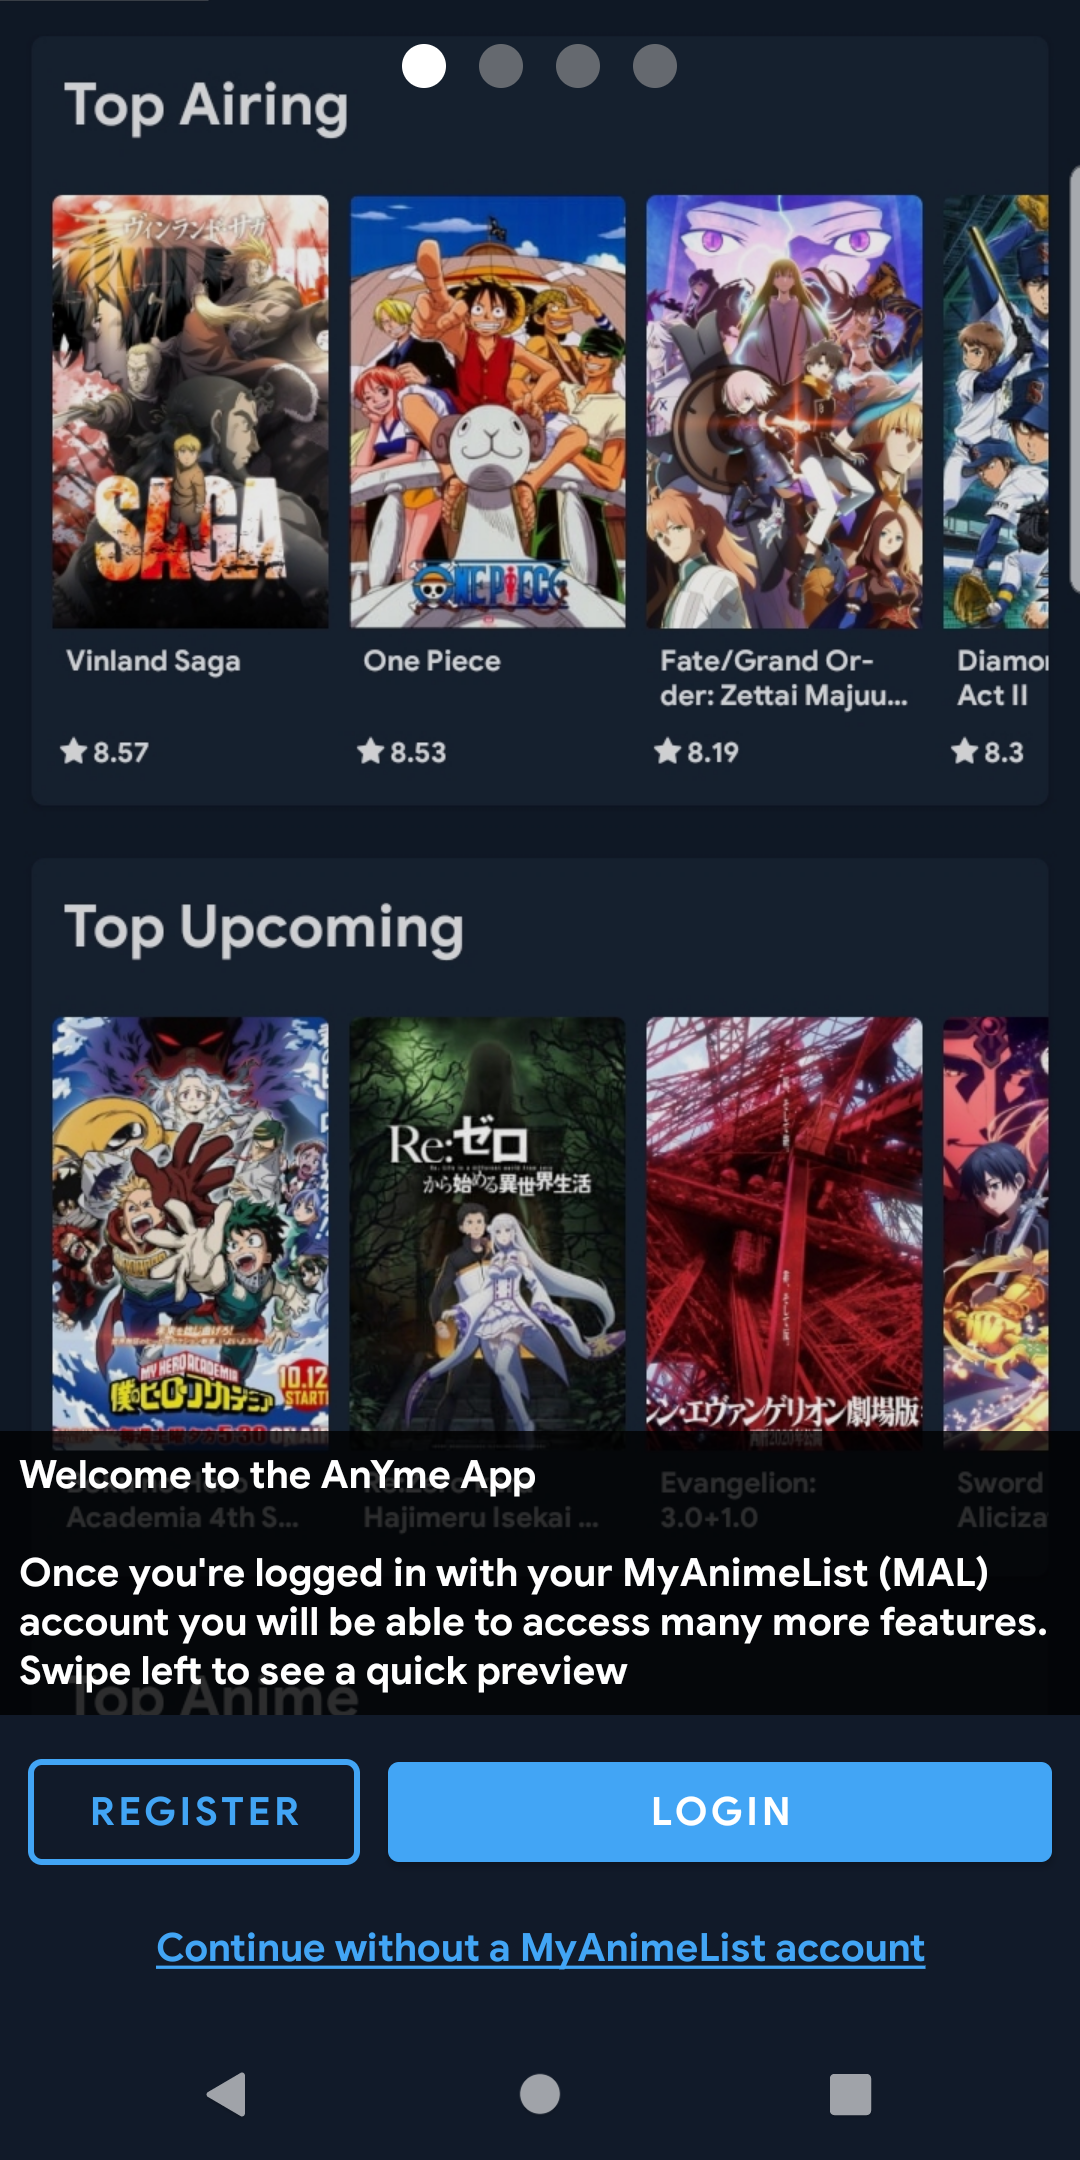 Top Airing
ヴィンランド・サガ
SAGA
ONE PIECE
Vinland Saga
One Piece
Fate/Grand Or-
der: Zettai Majuu...
Act II
8.57
8.53
8.19
8.3
Top Upcoming
Re:ゼロ
から始める異世界生活
MY HERO ACADEMIA
僕のヒーローアカデミア
10.12
START!
シン・エヴァンゲリオン劇場版
Welcome to the AnYme App
Academia 4th S...
Hajimeru Isekai ...
Evangelion:
3.0+1.0
Sword
Once you're logged in with your MyAnimeList (MAL)
account you will be able to access many more features.
Swipe left to see a quick preview
Top Anime
REGISTER
LOGIN
Continue without a MyAnimeList account